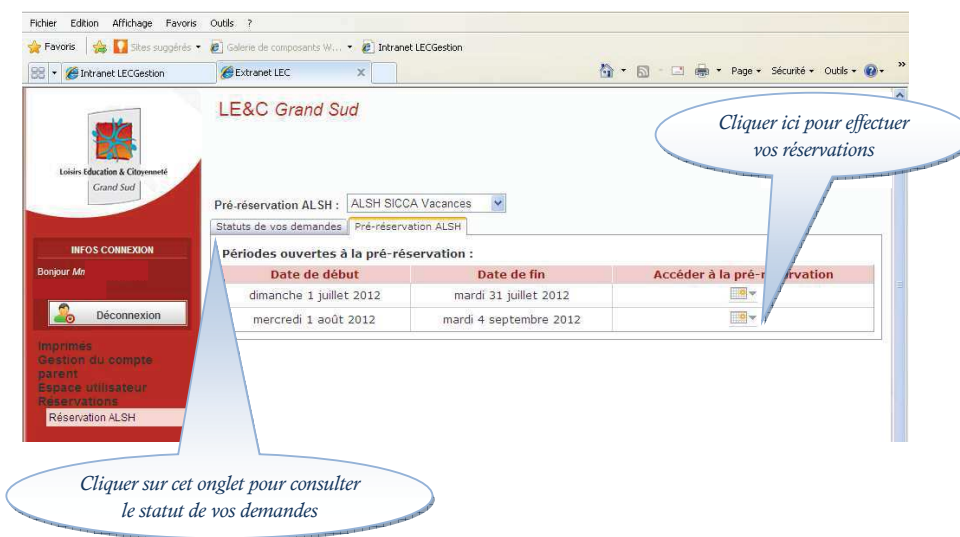 Fichier Edition Affichage Favoris Outils ?
Favoris Sites suggérés Galerie de composants W... Intranet LECGestion
Intranet LECGestion Extranet LEC X Page Sécurité Outils »
LE&C Grand Sud
Cliquer ici pour effectuer
vos réservations
Loisirs Education & Citoyenneté
Grand Sud
Pré-réservation ALSH : ALSH SICCA Vacances
Statuts de vos demandes Pré-réservation ALSH
INFOS CONNEXION
Périodes ouvertes à la pré-réservation :
Bonjour Mn
Date de début Date de fin Accéder à la pré-réservation
dimanche 1 juillet 2012 mardi 31 juillet 2012
Déconnexion
mercredi 1 août 2012 mardi 4 septembre 2012
Imprimés
Gestion du compte
parent
Espace utilisateur
Réservations
Réservation ALSH
Cliquer sur cet onglet pour consulter
le statut de vos demandes